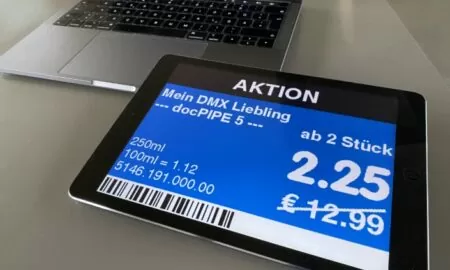 AKTION
Mein DMX Liebling
--- docPIPE 5 ---
ab 2 Stück
250ml
100ml = 1.12
5146.191.000.00
2.25
€ 12.99